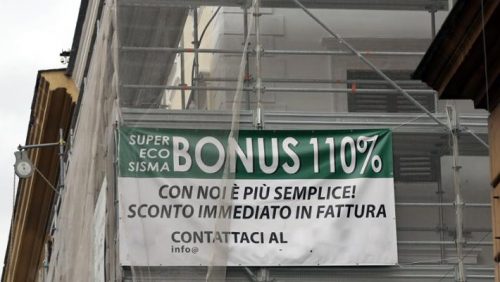 SUPER
ECO
SISMA BONUS 110%
CON NOI È PIÙ SEMPLICE!
SCONTO IMMEDIATO IN FATTURA
CONTATTACI AL
info@